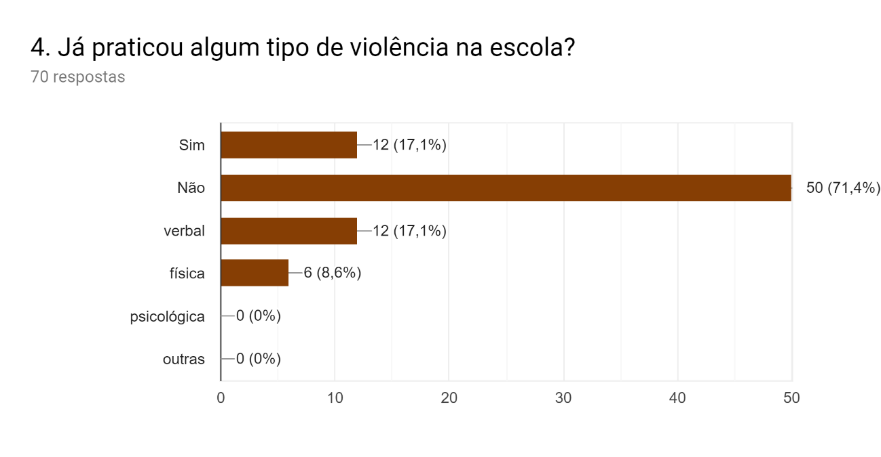 4. Já praticou algum tipo de violência na escola?
70 respostas
Sim 12 (17,1%)
Não 50 (71,4%)
verbal 12 (17,1%)
física 6 (8,6%)
psicológica 0 (0%)
outras 0 (0%)
0 10 20 30 40 50